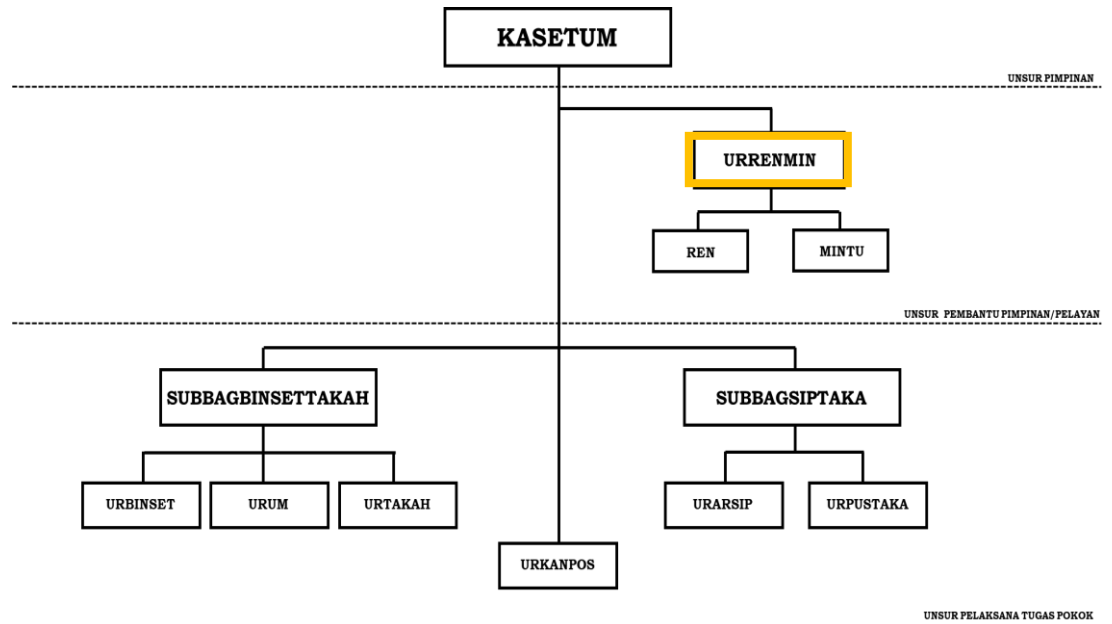 KASETUM
UNSUR PIMPINAN
URRENMIN
REN
MINTU
UNSUR PEMBANTU PIMPINAN/PELAYAN
SUBBAGBINSETTAKAH
SUBBAGSIPTAKA
URBINSET
URUM
URTAKAH
URARSIP
URPUSTAKA
URKANPOS
UNSUR PELAKSANA TUGAS POKOK